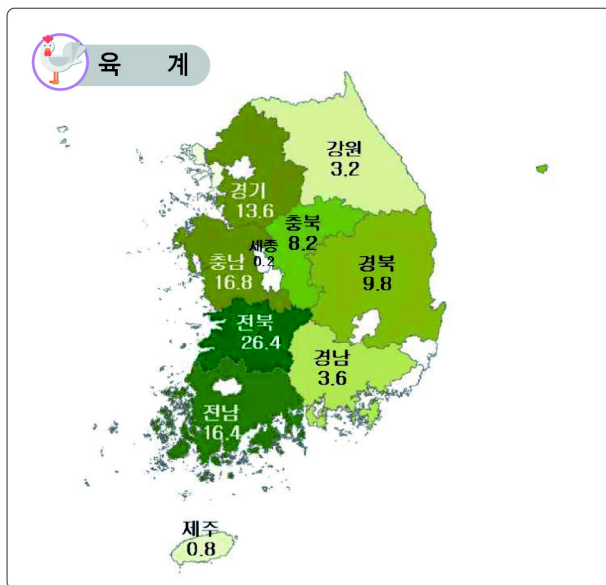 육 계
강원
3.2
경기
13.6
충북
8.2
세종
0.2
충남
16.8
경북
9.8
전북
26.4
경남
3.6
전남
16.4
제주
0.8